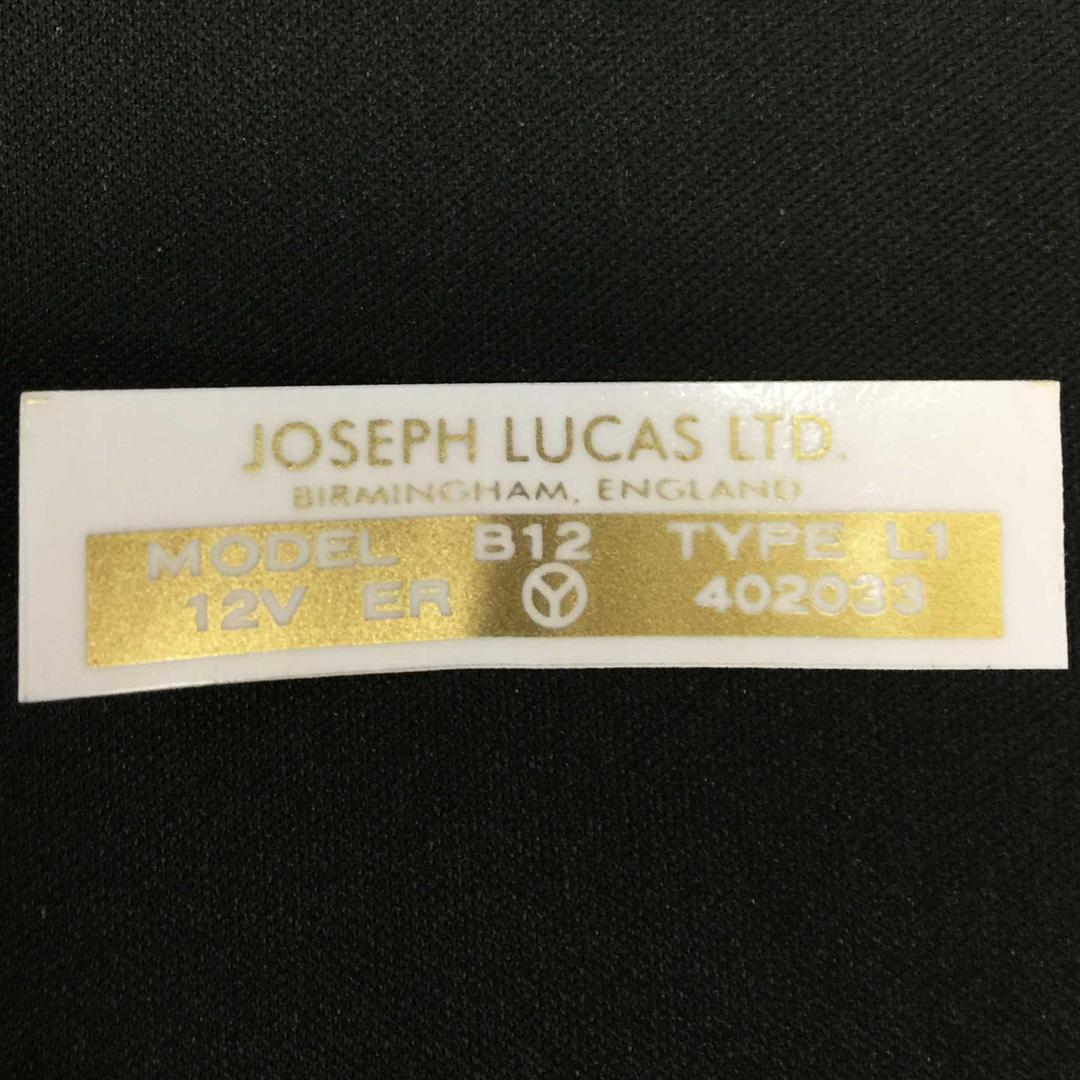 JOSEPH LUCAS LTD.
BIRMINGHAM, ENGLAND
MODEL B12 TYPE L1
12V ER 402033